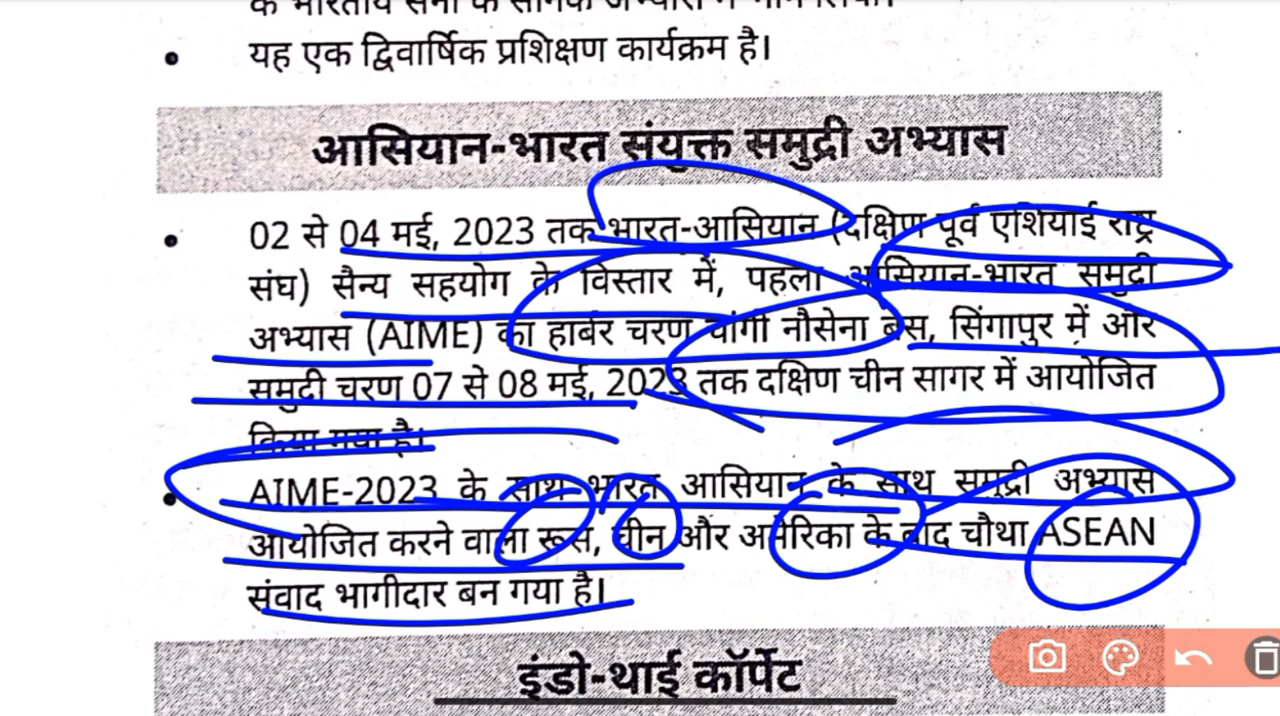 यह एक द्विवार्षिक प्रशिक्षण कार्यक्रम है।
आसियान-भारत संयुक्त समुद्री अभ्यास
02 से 04 मई, 2023 तक भारत-आसियान (दक्षिण पूर्व एशियाई राष्ट्र
संघ) सैन्य सहयोग के विस्तार में, पहला आसियान-भारत समुद्री
अभ्यास (AIME) का हार्बर चरण चांगी नौसेना बेस, सिंगापुर में और
समुद्री चरण 07 से 08 मई, 2023 तक दक्षिण चीन सागर में आयोजित
किया गया है।
AIME-2023 के साथ भारत आसियान के साथ समुद्री अभ्यास
आयोजित करने वाला रूस, चीन और अमेरिका के बाद चौथा ASEAN
संवाद भागीदार बन गया है।
इंडो-थाई कॉर्पेट